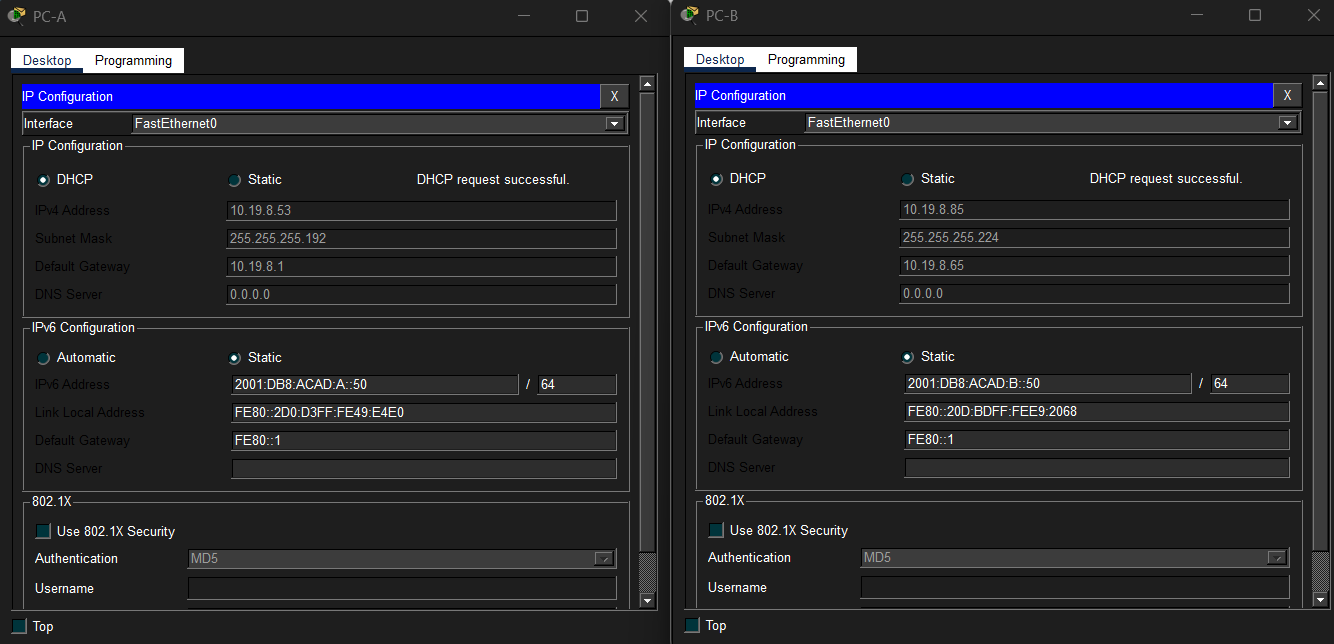 PC-A
Desktop Programming
IP Configuration X
Interface FastEthernet0
IP Configuration
DHCP Static DHCP request successful.
IPv4 Address 10.19.8.53
Subnet Mask 255.255.255.192
Default Gateway 10.19.8.1
DNS Server 0.0.0.0
IPv6 Configuration
Automatic Static
IPv6 Address 2001:DB8:ACAD:A::50 / 64
Link Local Address FE80::2D0:D3FF:FE49:E4E0
Default Gateway FE80::1
DNS Server
802.1X
Use 802.1X Security
Authentication MD5
Username
Top
PC-B
Desktop Programming
IP Configuration X
Interface FastEthernet0
IP Configuration
DHCP Static DHCP request successful.
IPv4 Address 10.19.8.85
Subnet Mask 255.255.255.224
Default Gateway 10.19.8.65
DNS Server 0.0.0.0
IPv6 Configuration
Automatic Static
IPv6 Address 2001:DB8:ACAD:B::50 / 64
Link Local Address FE80::20D:BDFF:FEE9:2068
Default Gateway FE80::1
DNS Server
802.1X
Use 802.1X Security
Authentication MD5
Username
Top